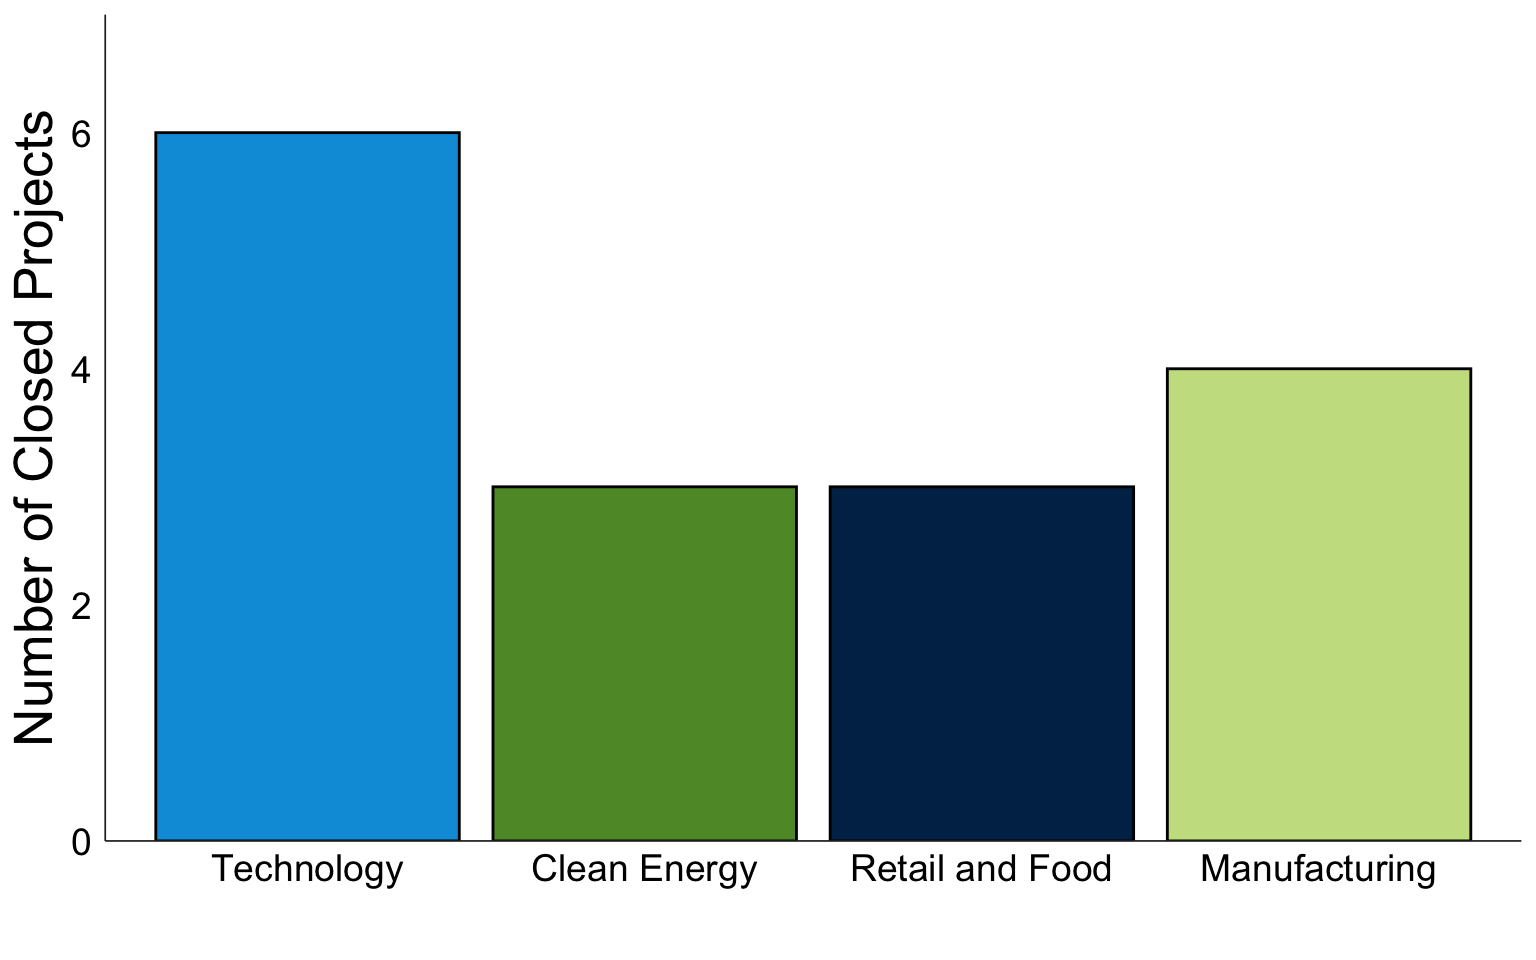 Number of Closed Projects
6
4
2
0
Technology
Clean Energy
Retail and Food
Manufacturing